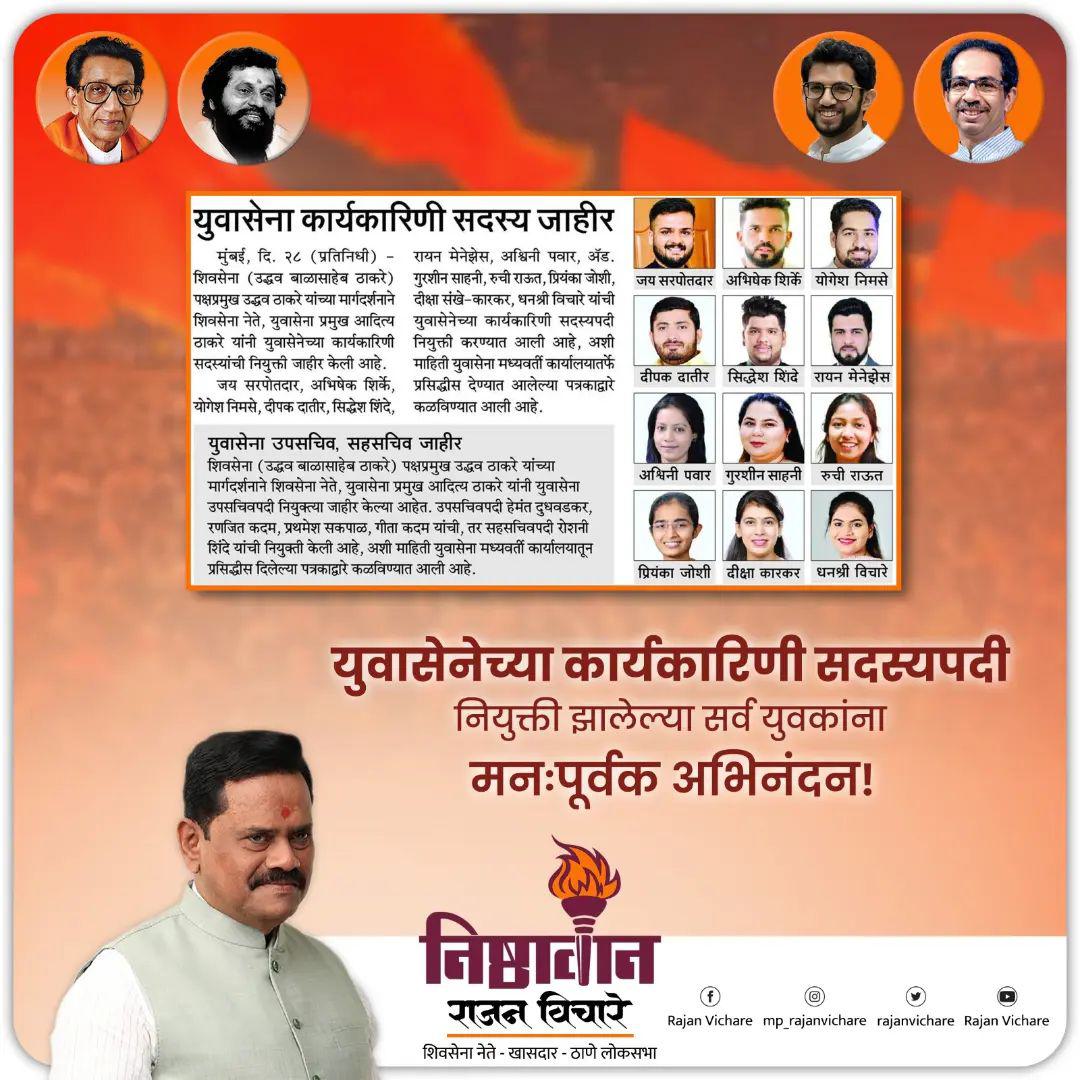 युवासेना कार्यकारिणी सदस्य जाहीर
मुंबई, दि. २८ (प्रतिनिधी) –
शिवसेना (उद्धव बाळासाहेब ठाकरे)
पक्षप्रमुख उद्धव ठाकरे यांच्या मार्गदर्शनाने
शिवसेना नेते, युवासेना प्रमुख आदित्य
ठाकरे यांनी युवासेनेच्या कार्यकारिणी
सदस्यांची नियुक्ती जाहीर केली आहे.
जय सरपोतदार, अभिषेक शिर्के,
योगेश निमसे, दीपक दातीर, सिद्धेश शिंदे,
रायन मेनेझेस, अश्विनी पवार, ॲड.
गुरशीन साहनी, रुची राऊत, प्रियंका जोशी,
दीक्षा संखे-कारकर, धनश्री विचारे यांची
युवासेनेच्या कार्यकारिणी सदस्यपदी
नियुक्ती करण्यात आली आहे, अशी
माहिती युवासेना मध्यवर्ती कार्यालयातर्फे
प्रसिद्धीस देण्यात आलेल्या पत्रकाद्वारे
कळविण्यात आली आहे.
युवासेना उपसचिव, सहसचिव जाहीर
शिवसेना (उद्धव बाळासाहेब ठाकरे) पक्षप्रमुख उद्धव ठाकरे यांच्या
मार्गदर्शनाने शिवसेना नेते, युवासेना प्रमुख आदित्य ठाकरे यांनी युवासेना
उपसचिवपदी नियुक्त्या जाहीर केल्या आहेत. उपसचिवपदी हेमंत दुधवडकर,
रणजित कदम, प्रथमेश सकपाळ, गीता कदम यांची, तर सहसचिवपदी रोशनी
शिंदे यांची नियुक्ती केली आहे, अशी माहिती युवासेना मध्यवर्ती कार्यालयातून
प्रसिद्धीस दिलेल्या पत्रकाद्वारे कळविण्यात आली आहे.
जय सरपोतदार अभिषेक शिर्के योगेश निमसे
दीपक दातीर सिद्धेश शिंदे रायन मेनेझेस
अश्विनी पवार गुरशीन साहनी रुची राऊत
प्रियंका जोशी दीक्षा कारकर धनश्री विचारे
युवासेनेच्या कार्यकारिणी सदस्यपदी
नियुक्ती झालेल्या सर्व युवकांना
मनःपूर्वक अभिनंदन!
निष्ठावान
राजन विचारे
शिवसेना नेते - खासदार - ठाणे लोकसभा
Rajan Vichare mp_rajanvichare rajanvichare Rajan Vichare